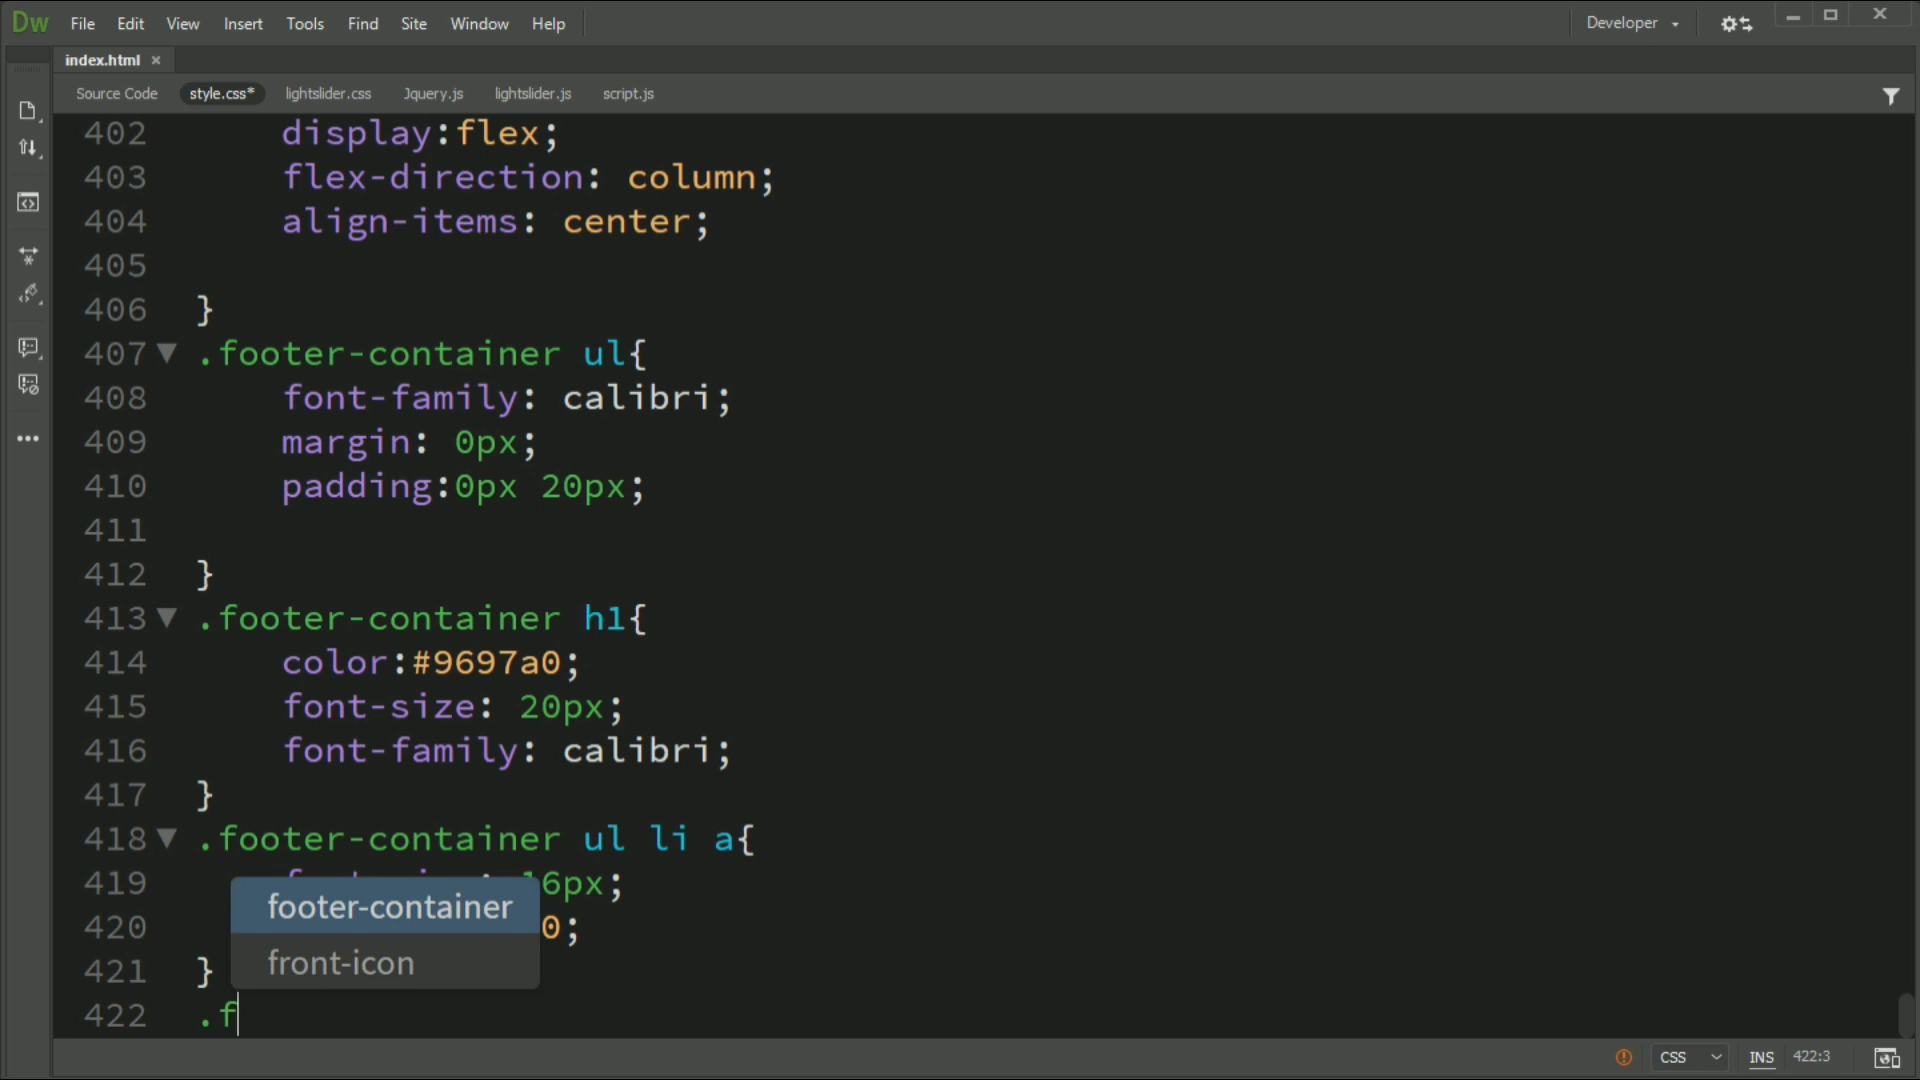 Dw File Edit View Insert Tools Find Site Window Help Developer
index.html ×
Source Code style.css* lightslider.css Jquery.js lightslider.js script.js
402 display:flex;
403 flex-direction: column;
404 align-items: center;
405
406 }
407 .footer-container ul{
408 font-family: calibri;
409 margin: 0px;
410 padding:0px 20px;
411
412 }
413 .footer-container h1{
414 color:#9697a0;
415 font-size: 20px;
416 font-family: calibri;
417 }
418 .footer-container ul li a{
419 16px;
footer-container
420 0;
front-icon
421 }
422 .f
CSS INS 422:3